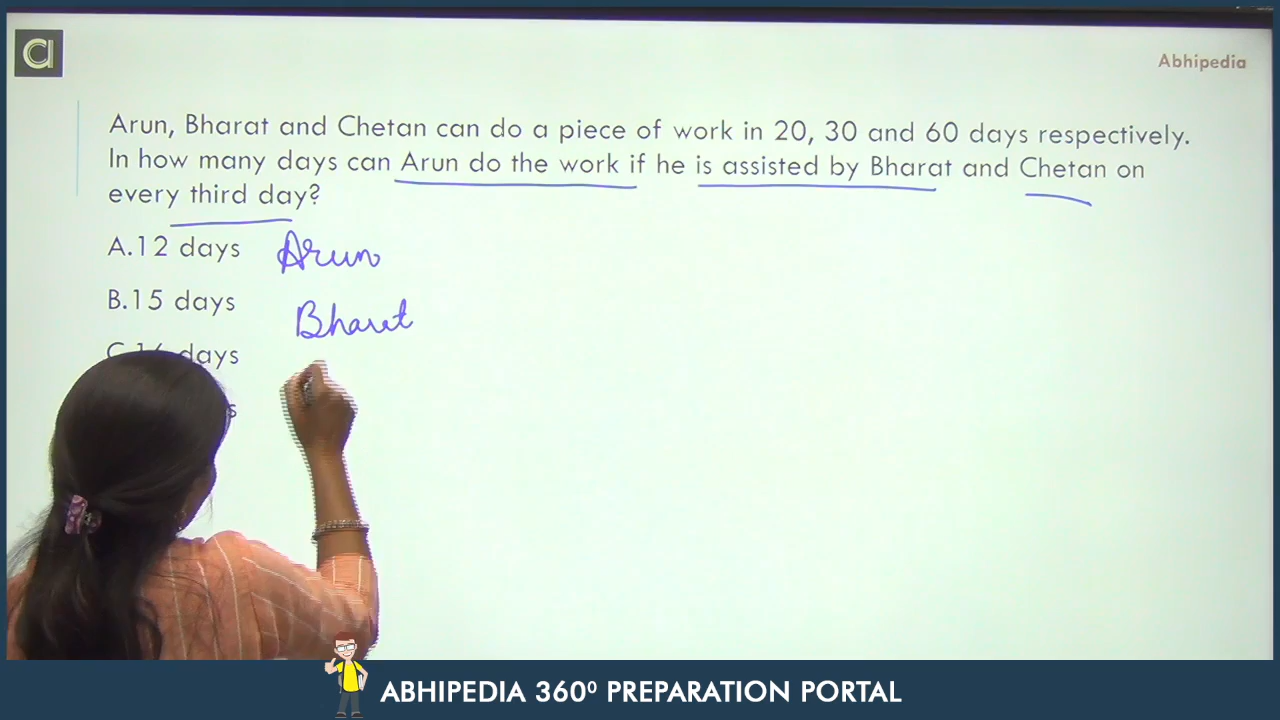 Abhipedia
Arun, Bharat and Chetan can do a piece of work in 20, 30 and 60 days respectively.
In how many days can Arun do the work if he is assisted by Bharat and Chetan on
every third day?
A.12 days
Arun
B.15 days
Bharat
C.16 days
ABHIPEDIA 360⁰ PREPARATION PORTAL